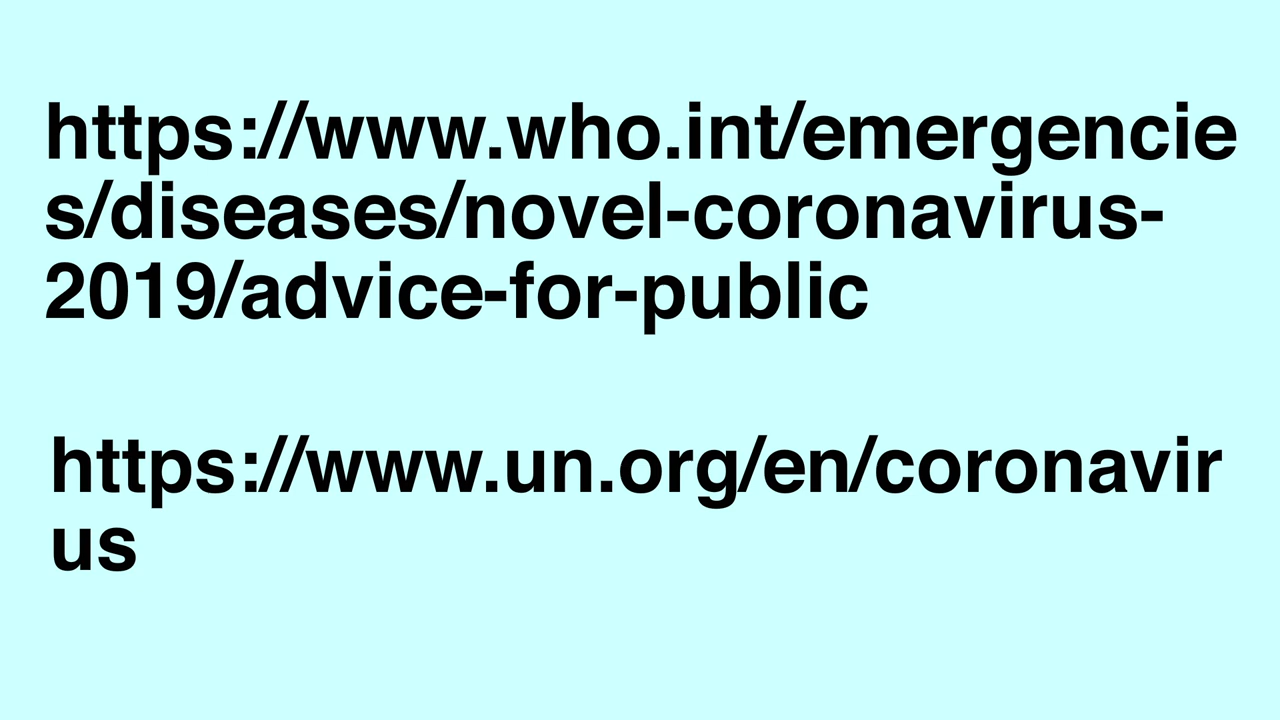 https://www.who.int/emergencie
s/diseases/novel-coronavirus-
2019/advice-for-public
https://www.un.org/en/coronavir
us